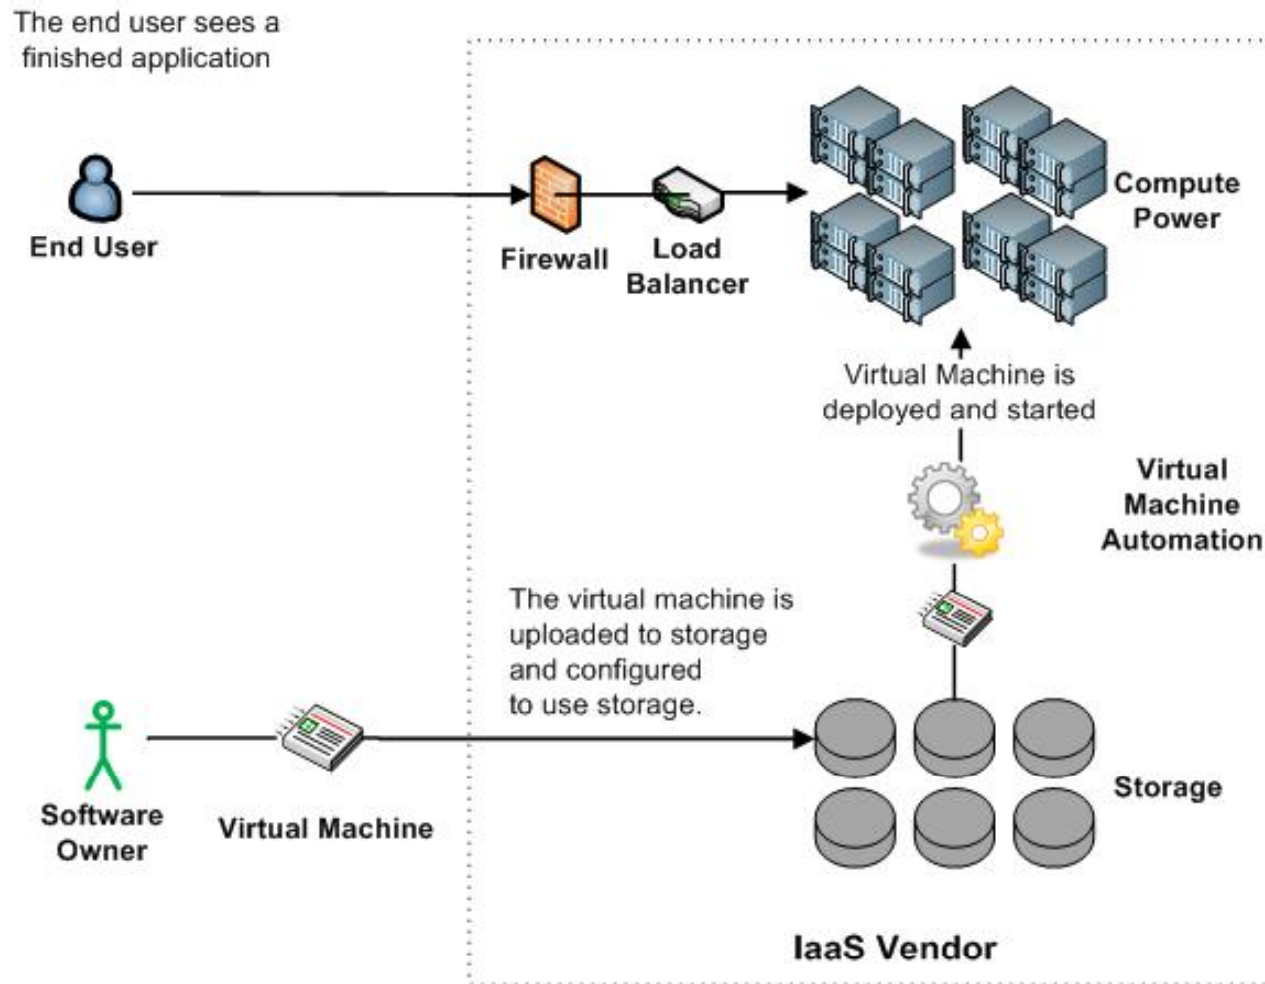 The end user sees a
finished application
End User
Firewall
Load
Balancer
Compute
Power
Virtual Machine is
deployed and started
Virtual
Machine
Automation
The virtual machine is
uploaded to storage
and configured
to use storage.
Software
Owner
Virtual Machine
Storage
IaaS Vendor